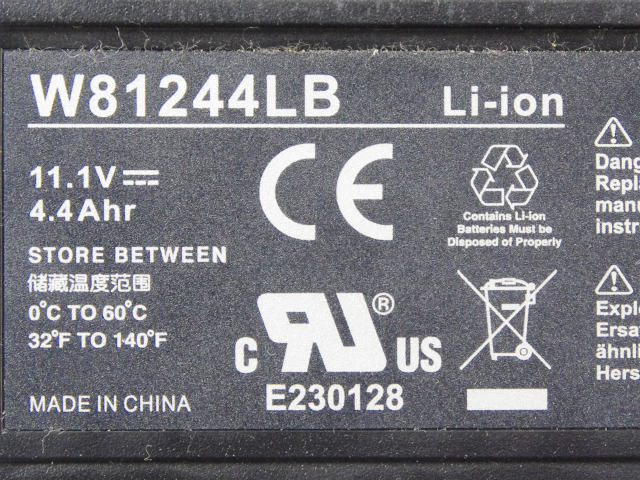 W81244LB Li-ion
11.1V
4.4Ahr
STORE BETWEEN
储藏温度范围
0°C TO 60°C
32°F TO 140°F
MADE IN CHINA
CE
C RU® US
E230128
Contains Li-ion
Batteries Must be
Disposed of Properly
Dang
Repla
manu
instr
Explo
Ersa
ähnli
Hers